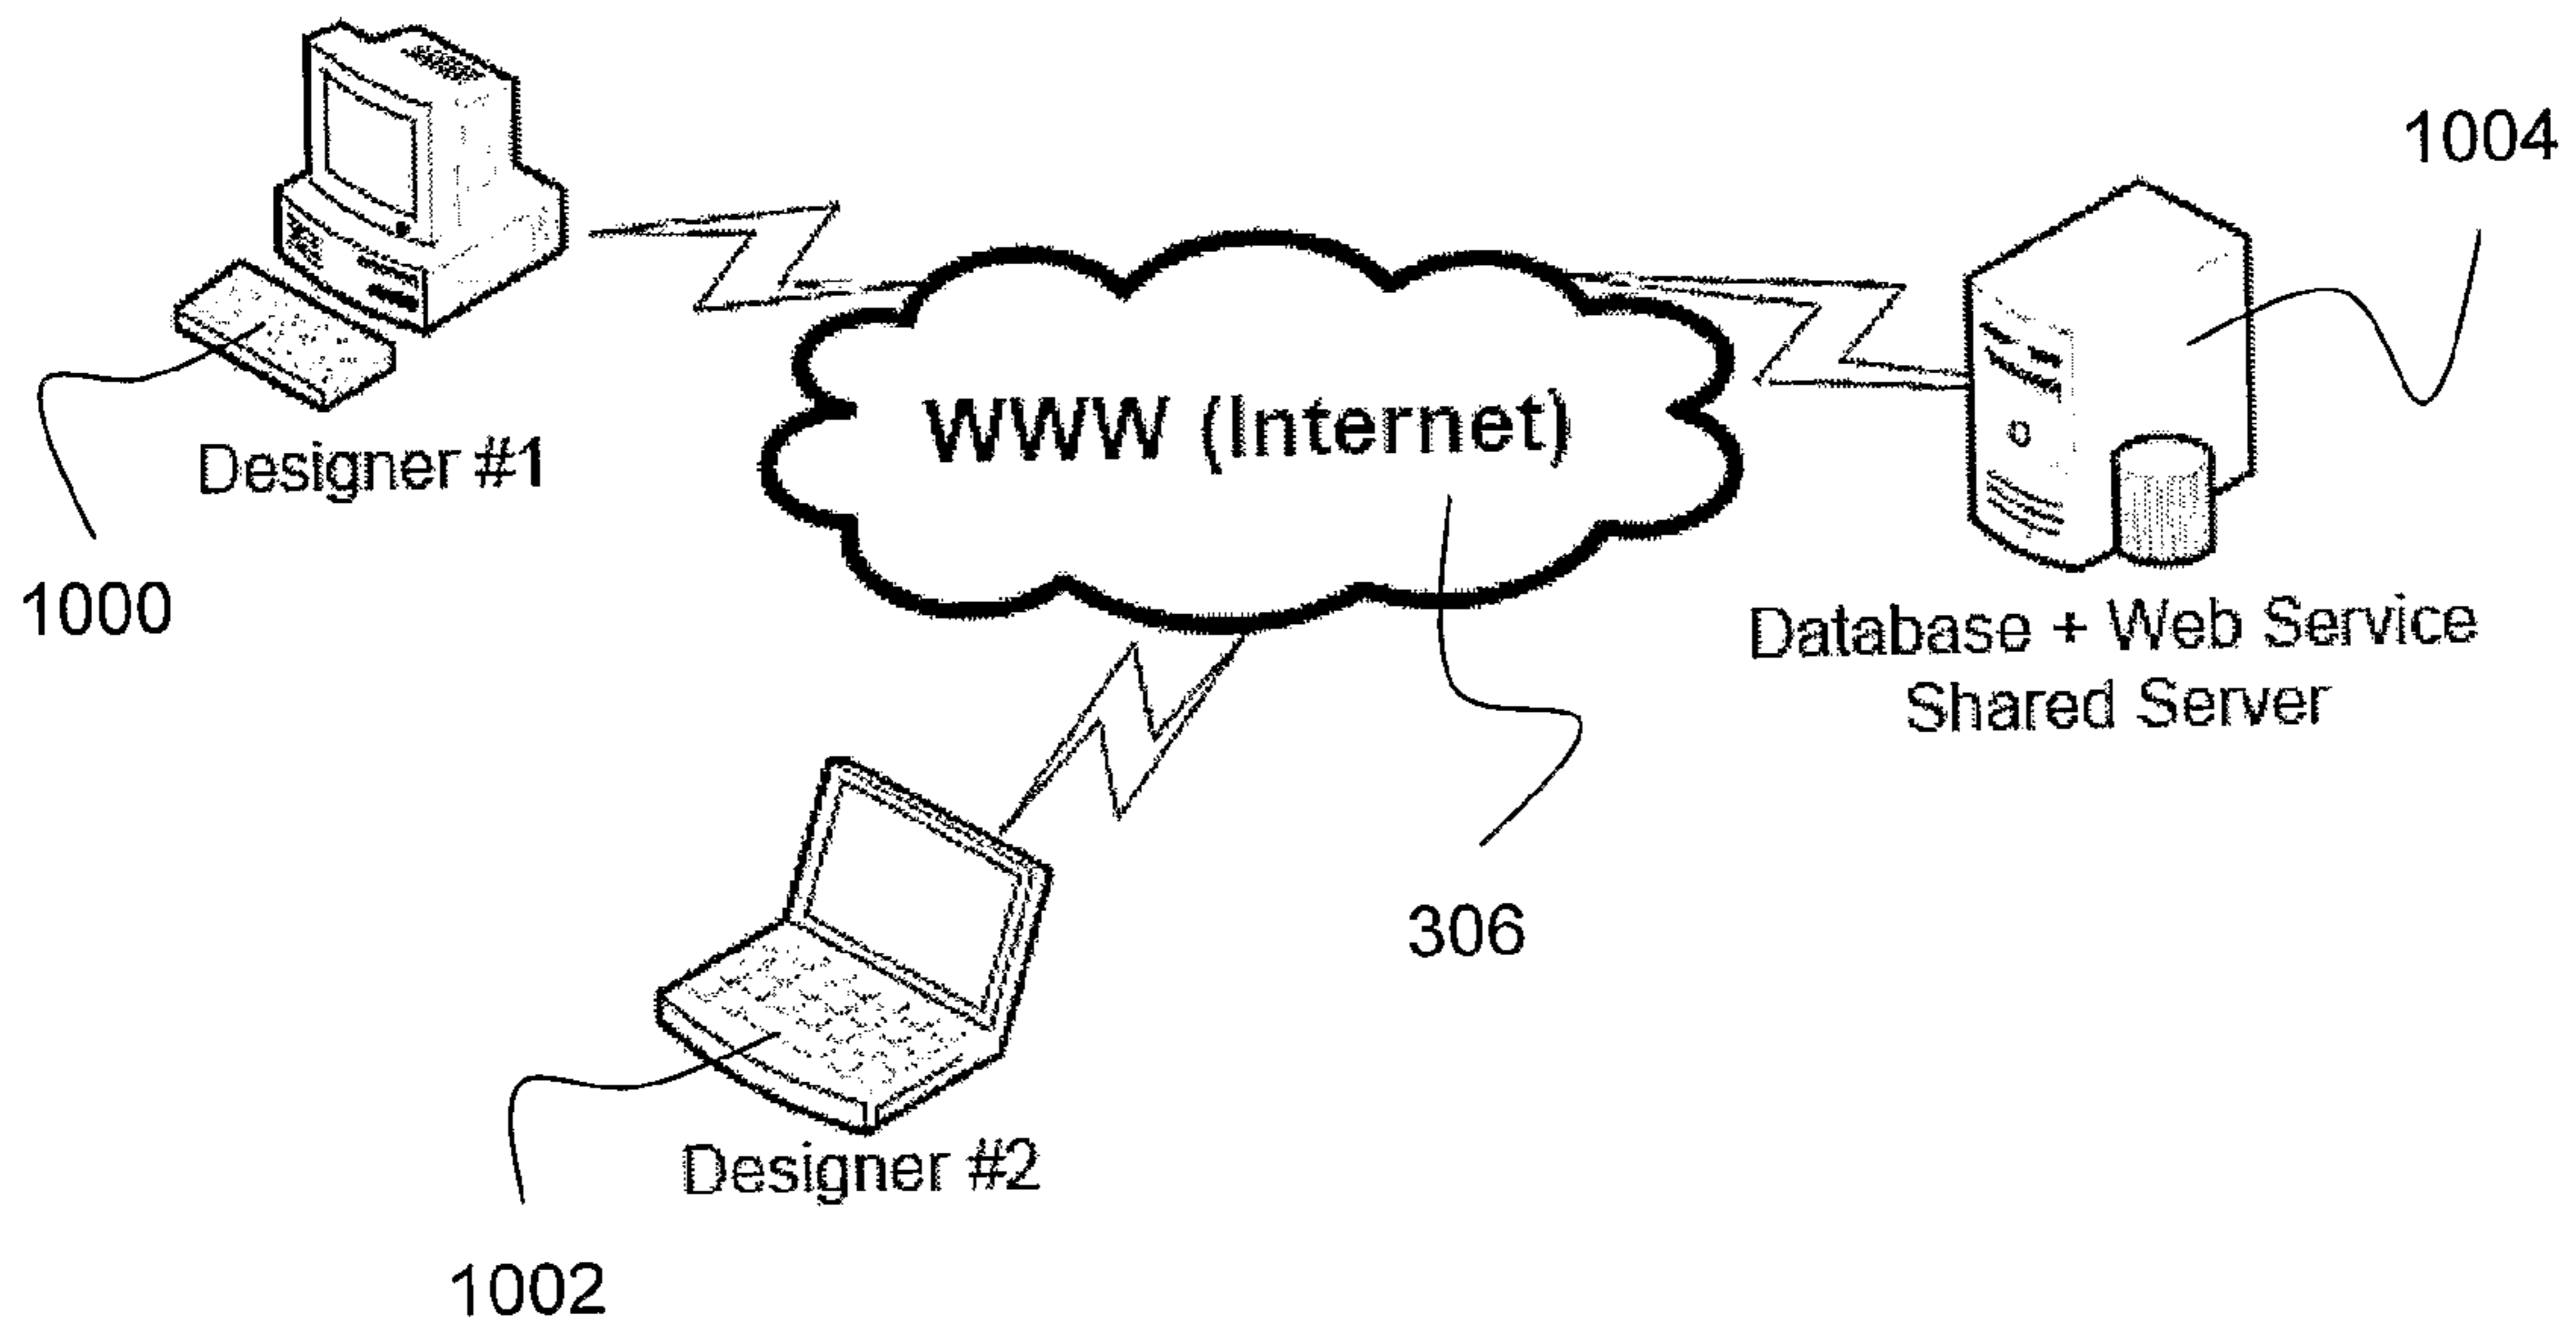 1004
WWW (Internet)
Designer #1
1000
Database + Web Service
Shared Server
306
Designer #2
1002